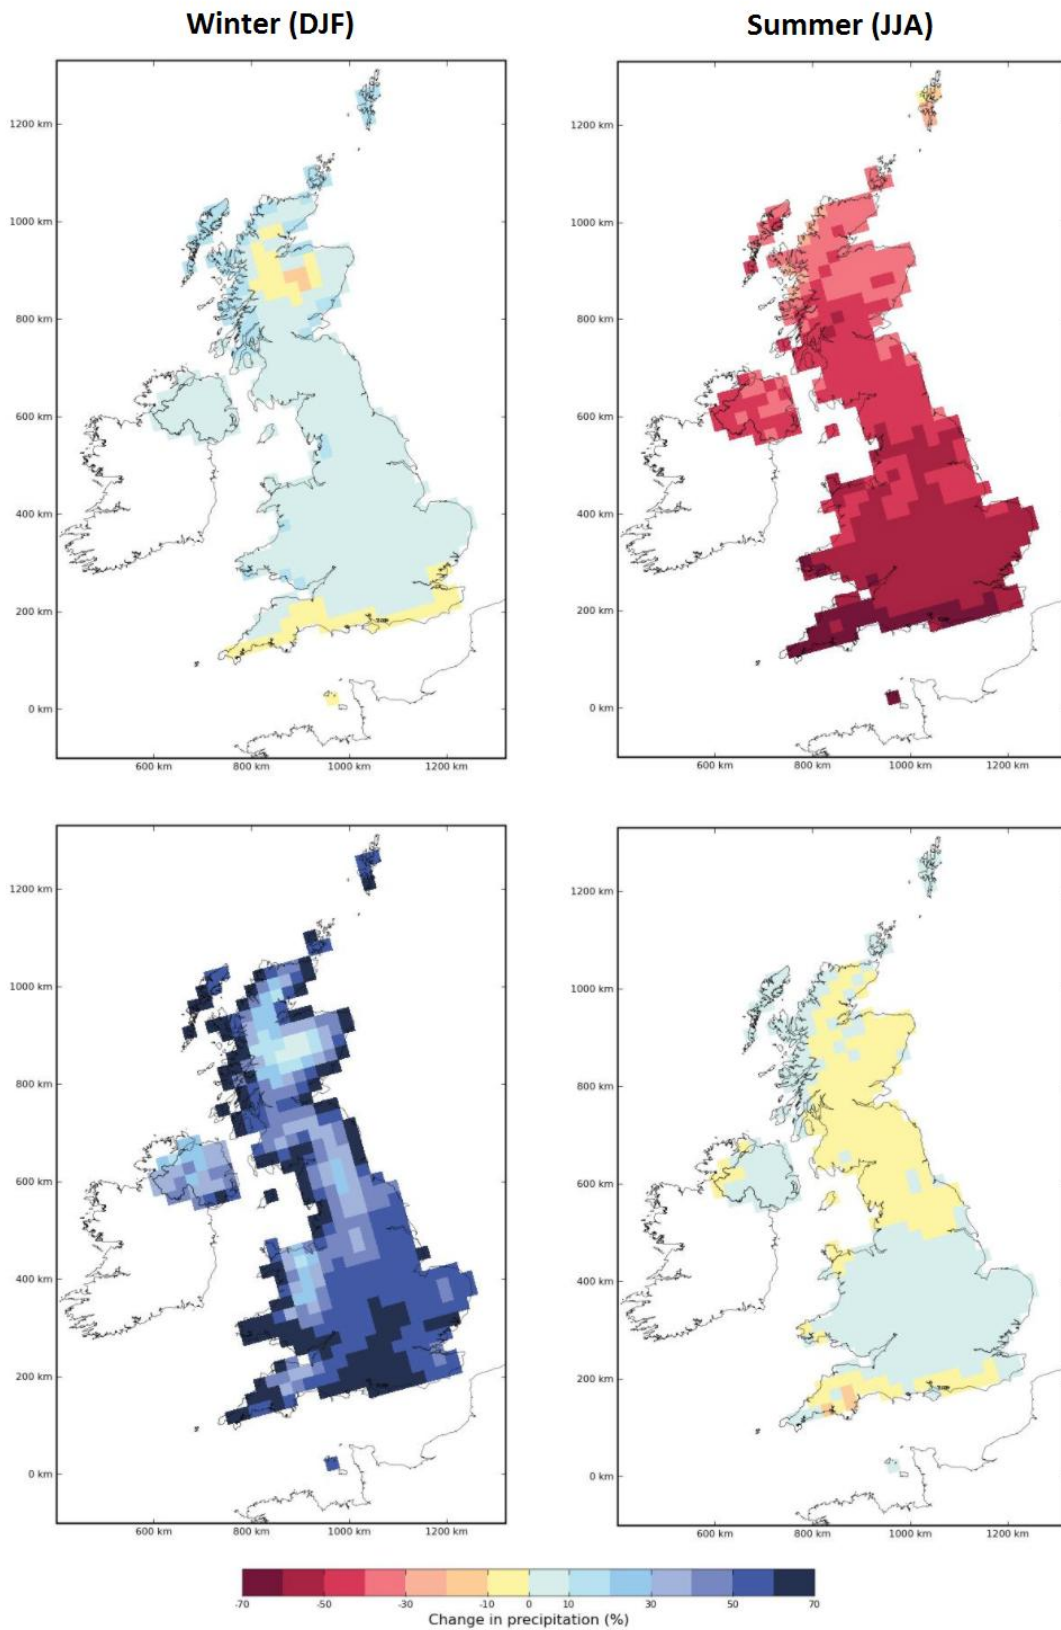 Winter (DJF) Summer (JJA)
1200 km 1200 km
1000 km 1000 km
800 km 800 km
600 km 600 km
400 km 400 km
200 km 200 km
0 km 0 km
600 km 800 km 1000 km 1200 km 600 km 800 km 1000 km 1200 km
1200 km 1200 km
1000 km 1000 km
800 km 800 km
600 km 600 km
400 km 400 km
200 km 200 km
0 km 0 km
600 km 800 km 1000 km 1200 km 600 km 800 km 1000 km 1200 km
-70 -50 -30 -10 0 10 30 50 70
Change in precipitation (%)